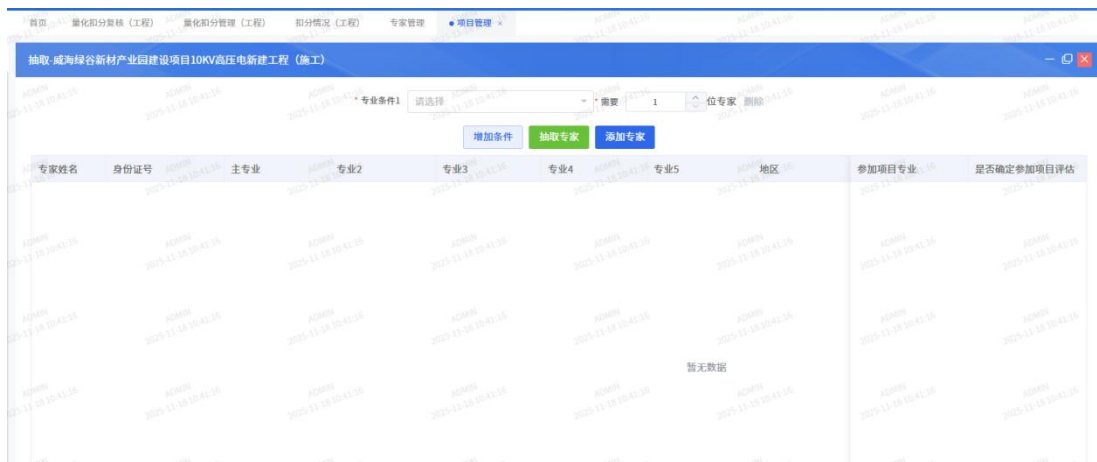 首页 量化扣分复核（工程） 量化扣分管理（工程） 扣分情况（工程） 专家管理 ● 项目管理 ×
抽取-威海绿谷新材产业园建设项目10KV高压电新建工程（施工）
* 专业条件1 请选择 * 需要 1 位专家 删除
增加条件 抽取专家 添加专家
专家姓名 身份证号 主专业 专业2 专业3 专业4 专业5 地区 参加项目专业 是否确定参加项目评估
暂无数据
ADMIN
2025-11-18 10:41:16